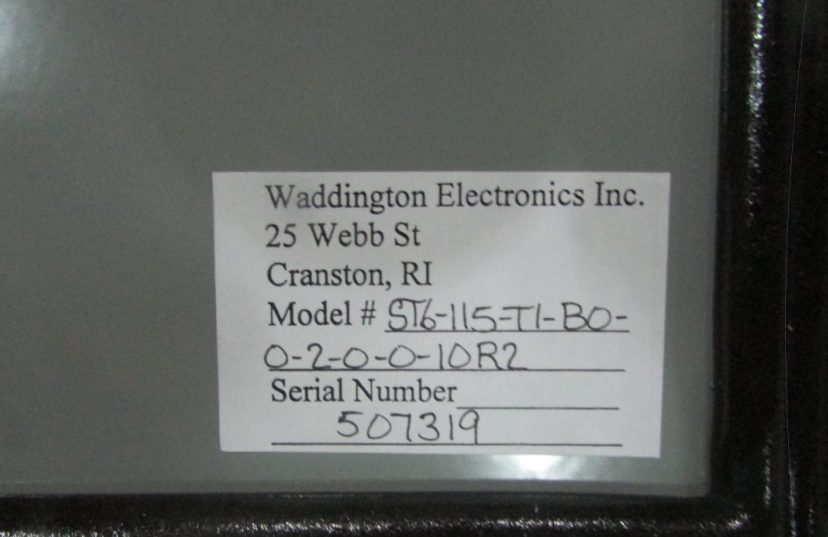 Waddington Electronics Inc.
25 Webb St
Cranston, RI
Model # ST6-115-T1-BO-
0-2-0-0-10R2
Serial Number
507319